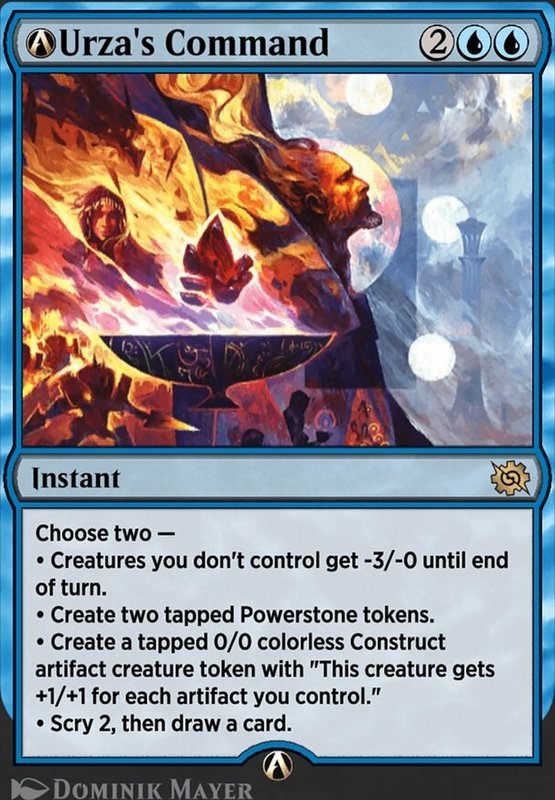 Urza's Command 2
Instant
Choose two —
• Creatures you don't control get -3/-0 until end
of turn.
• Create two tapped Powerstone tokens.
• Create a tapped 0/0 colorless Construct
artifact creature token with "This creature gets
+1/+1 for each artifact you control."
• Scry 2, then draw a card.
DOMINIK MAYER